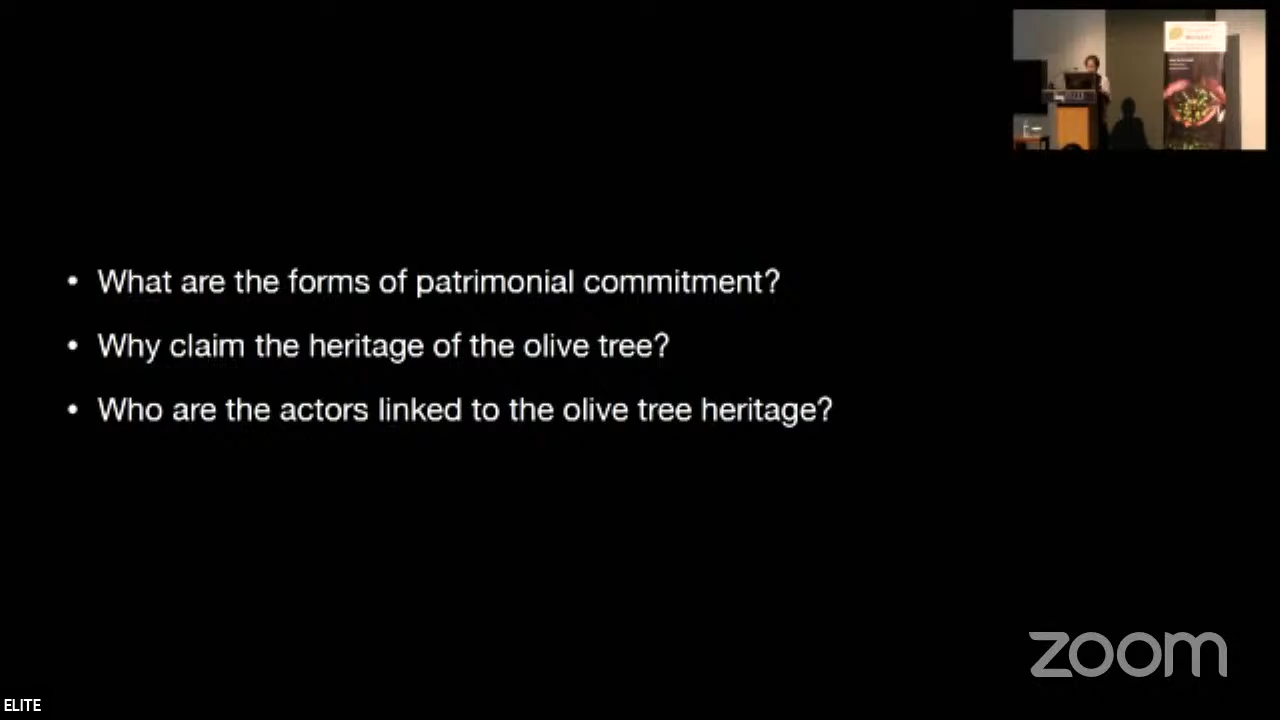 • What are the forms of patrimonial commitment?
• Why claim the heritage of the olive tree?
• Who are the actors linked to the olive tree heritage?
zoom
ELITE